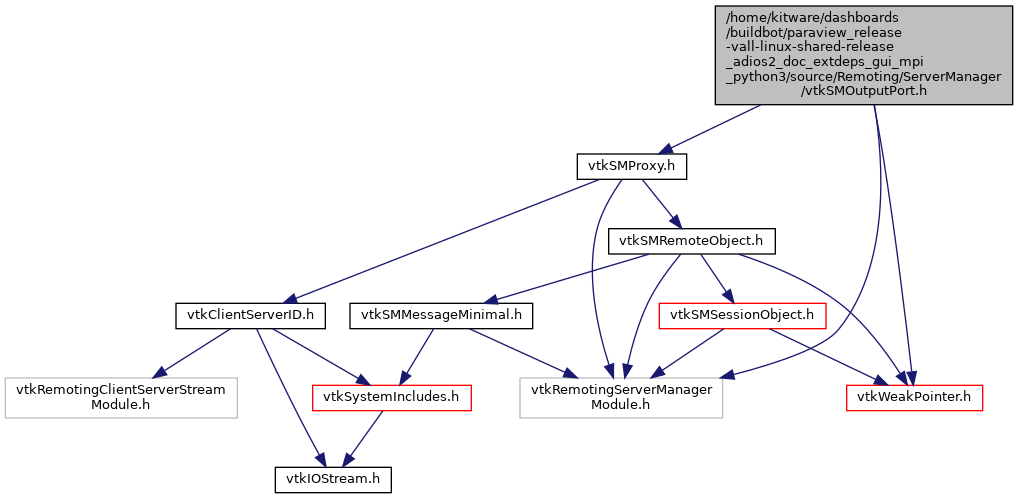 /home/kitware/dashboards
/buildbot/paraview_release
-vall-linux-shared-release
_adios2_doc_extdeps_gui_mpi
_python3/source/Remoting/ServerManager
/vtkSMOutputPort.h
vtkSMProxy.h
vtkSMRemoteObject.h
vtkClientServerID.h
vtkSMMessageMinimal.h
vtkSMSessionObject.h
vtkRemotingClientServerStream
Module.h
vtkSystemIncludes.h
vtkRemotingServerManager
Module.h
vtkWeakPointer.h
vtkIOStream.h